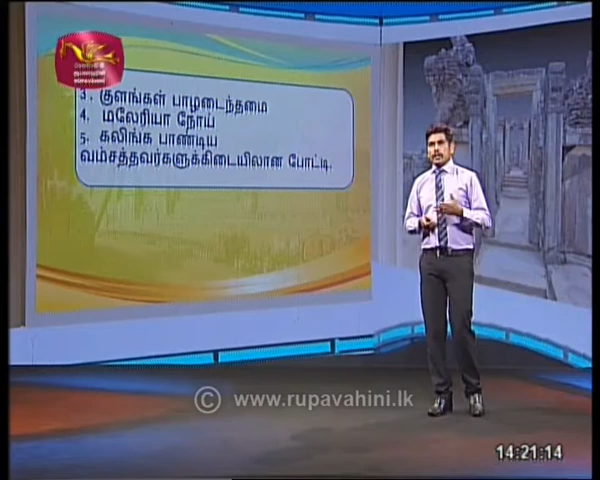 3 . குளங்கள் பாழடைந்தமை
4. மலேரியா நோய்
5. கலிங்க பாண்டிய
வம்சத்தவர்களுக்கிடையிலான போட்டி.
© www.rupavahini.lk
14:21:14